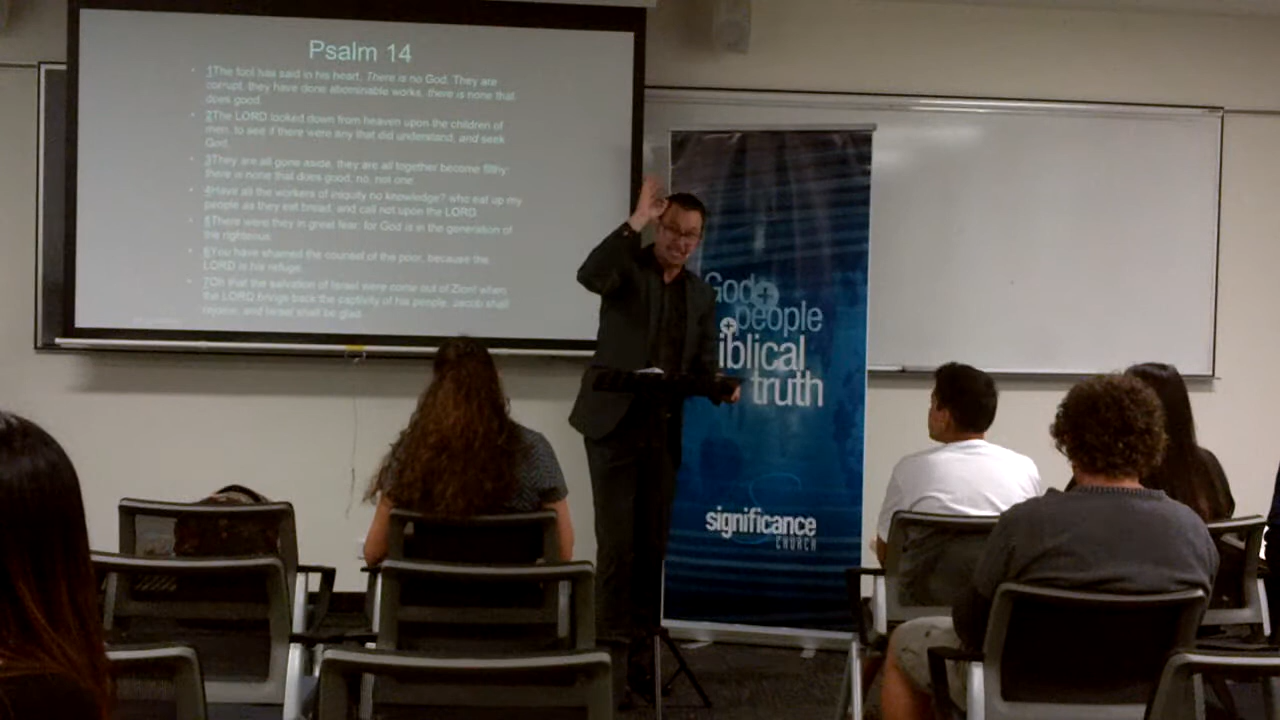 Psalm 14
• 1The fool has said in his heart, There is no God. They are
corrupt, they have done abominable works, there is none that
does good.
• 2The LORD looked down from heaven upon the children of
men, to see if there were any that did understand, and seek
God.
• 3They are all gone aside, they are all together become filthy:
there is none that does good, no, not one.
• 4Have all the workers of iniquity no knowledge? who eat up my
people as they eat bread, and call not upon the LORD.
• 5There were they in great fear: for God is in the generation of
the righteous.
• 6You have shamed the counsel of the poor, because the
LORD is his refuge.
• 7Oh that the salvation of Israel were come out of Zion! when
the LORD brings back the captivity of his people, Jacob shall
rejoice, and Israel shall be glad.
God+
people
+iblical
truth
significance
CHURCH